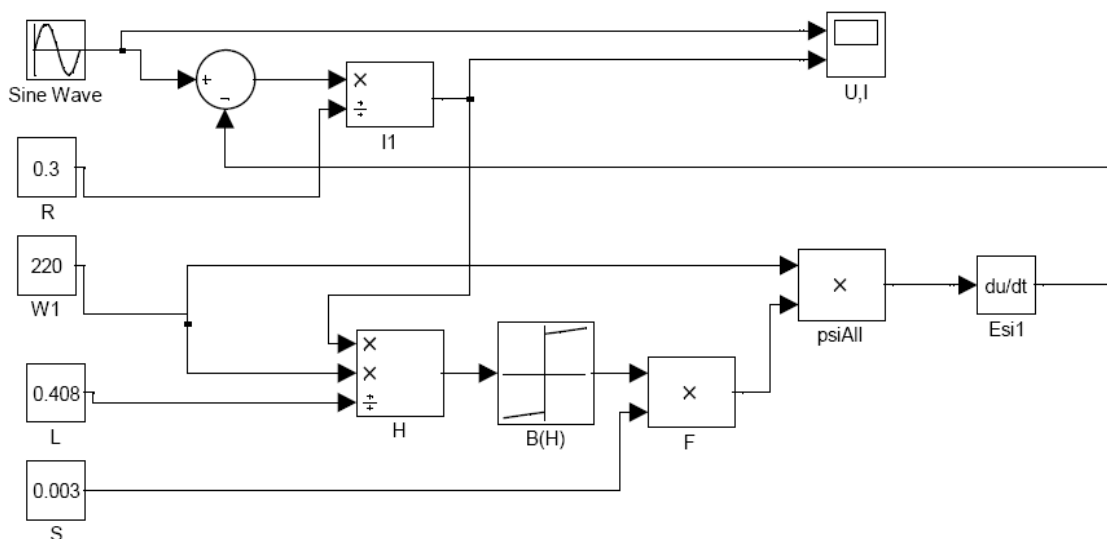 Sine Wave
+
−
×
÷
I1
U,I
0.3
R
220
W1
×
psiAll
du/dt
Esi1
0.408
L
×
×
÷
H
B(H)
×
F
0.003
S